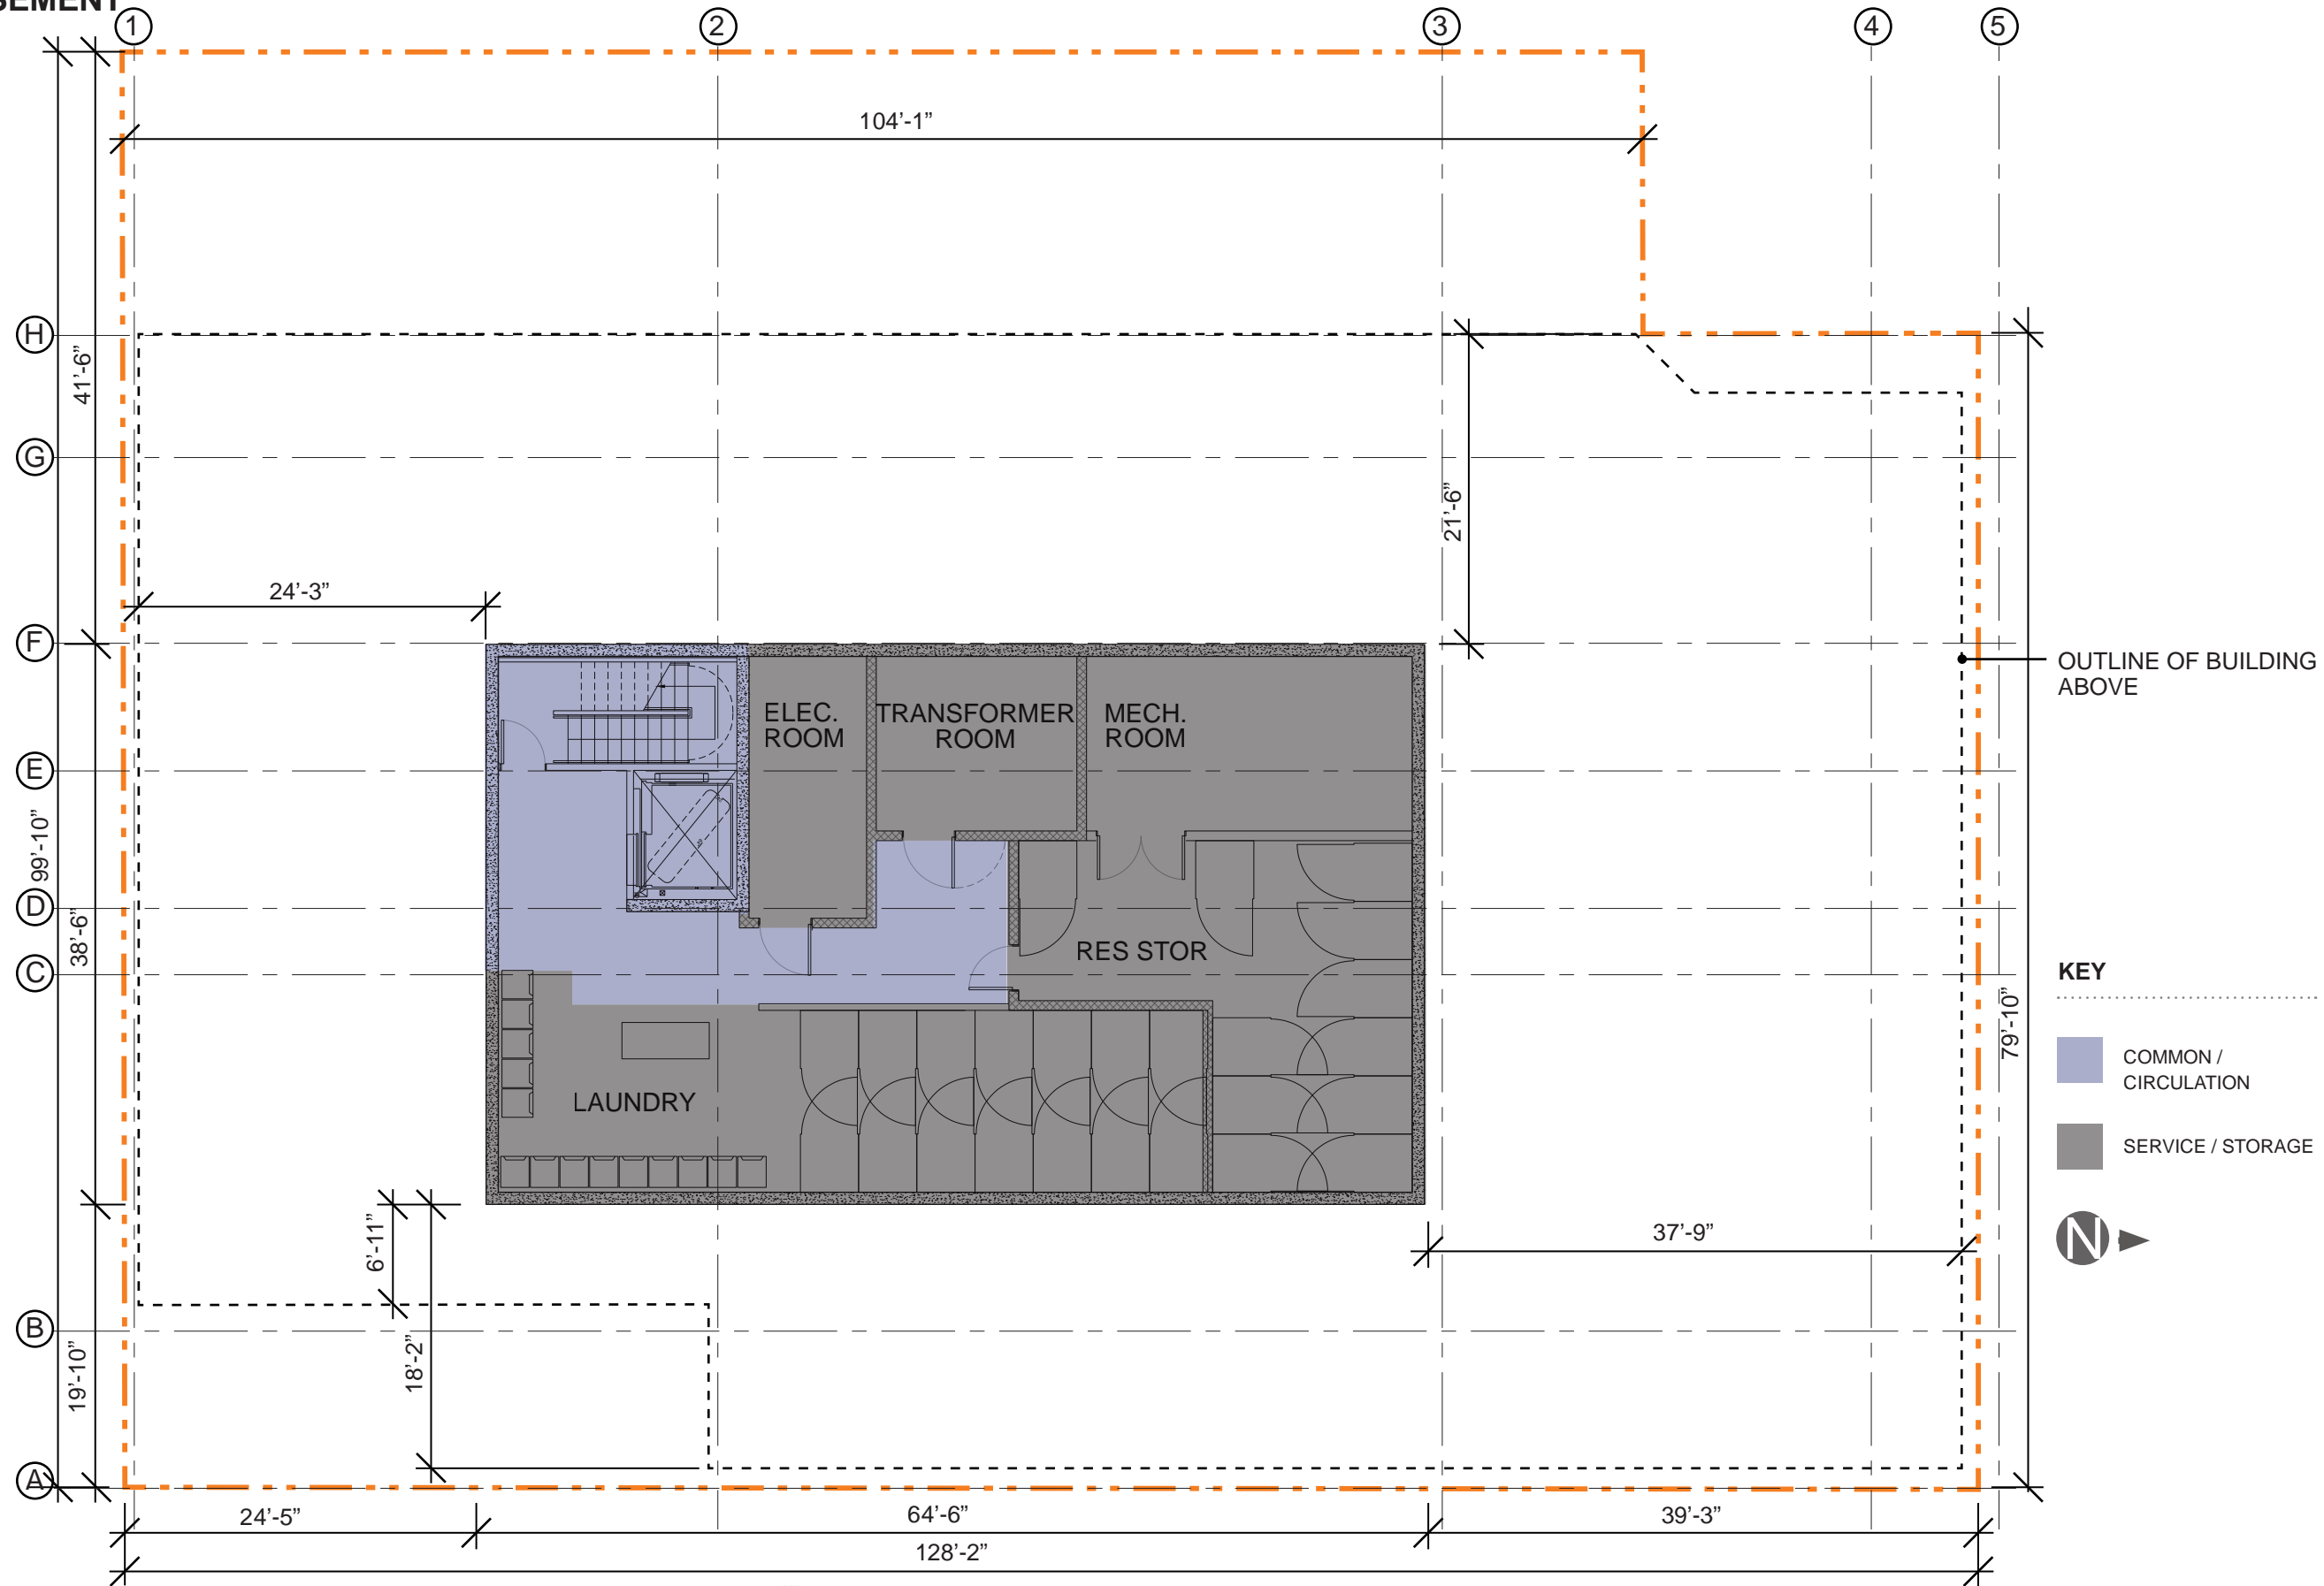 SEMENT
1 2 3 4 5
104’-1”
H
41’-6”
G
21’-6”
24’-3”
F
OUTLINE OF BUILDING
ABOVE
ELEC.
ROOM
TRANSFORMER
ROOM
MECH.
ROOM
E
99’-10”
D
38’-6”
RES STOR
C
KEY
79’-10”
COMMON /
CIRCULATION
LAUNDRY
SERVICE / STORAGE
6’-11”
37’-9”
N
B
18’-2”
19’-10”
A
24’-5” 64’-6” 39’-3”
128’-2”